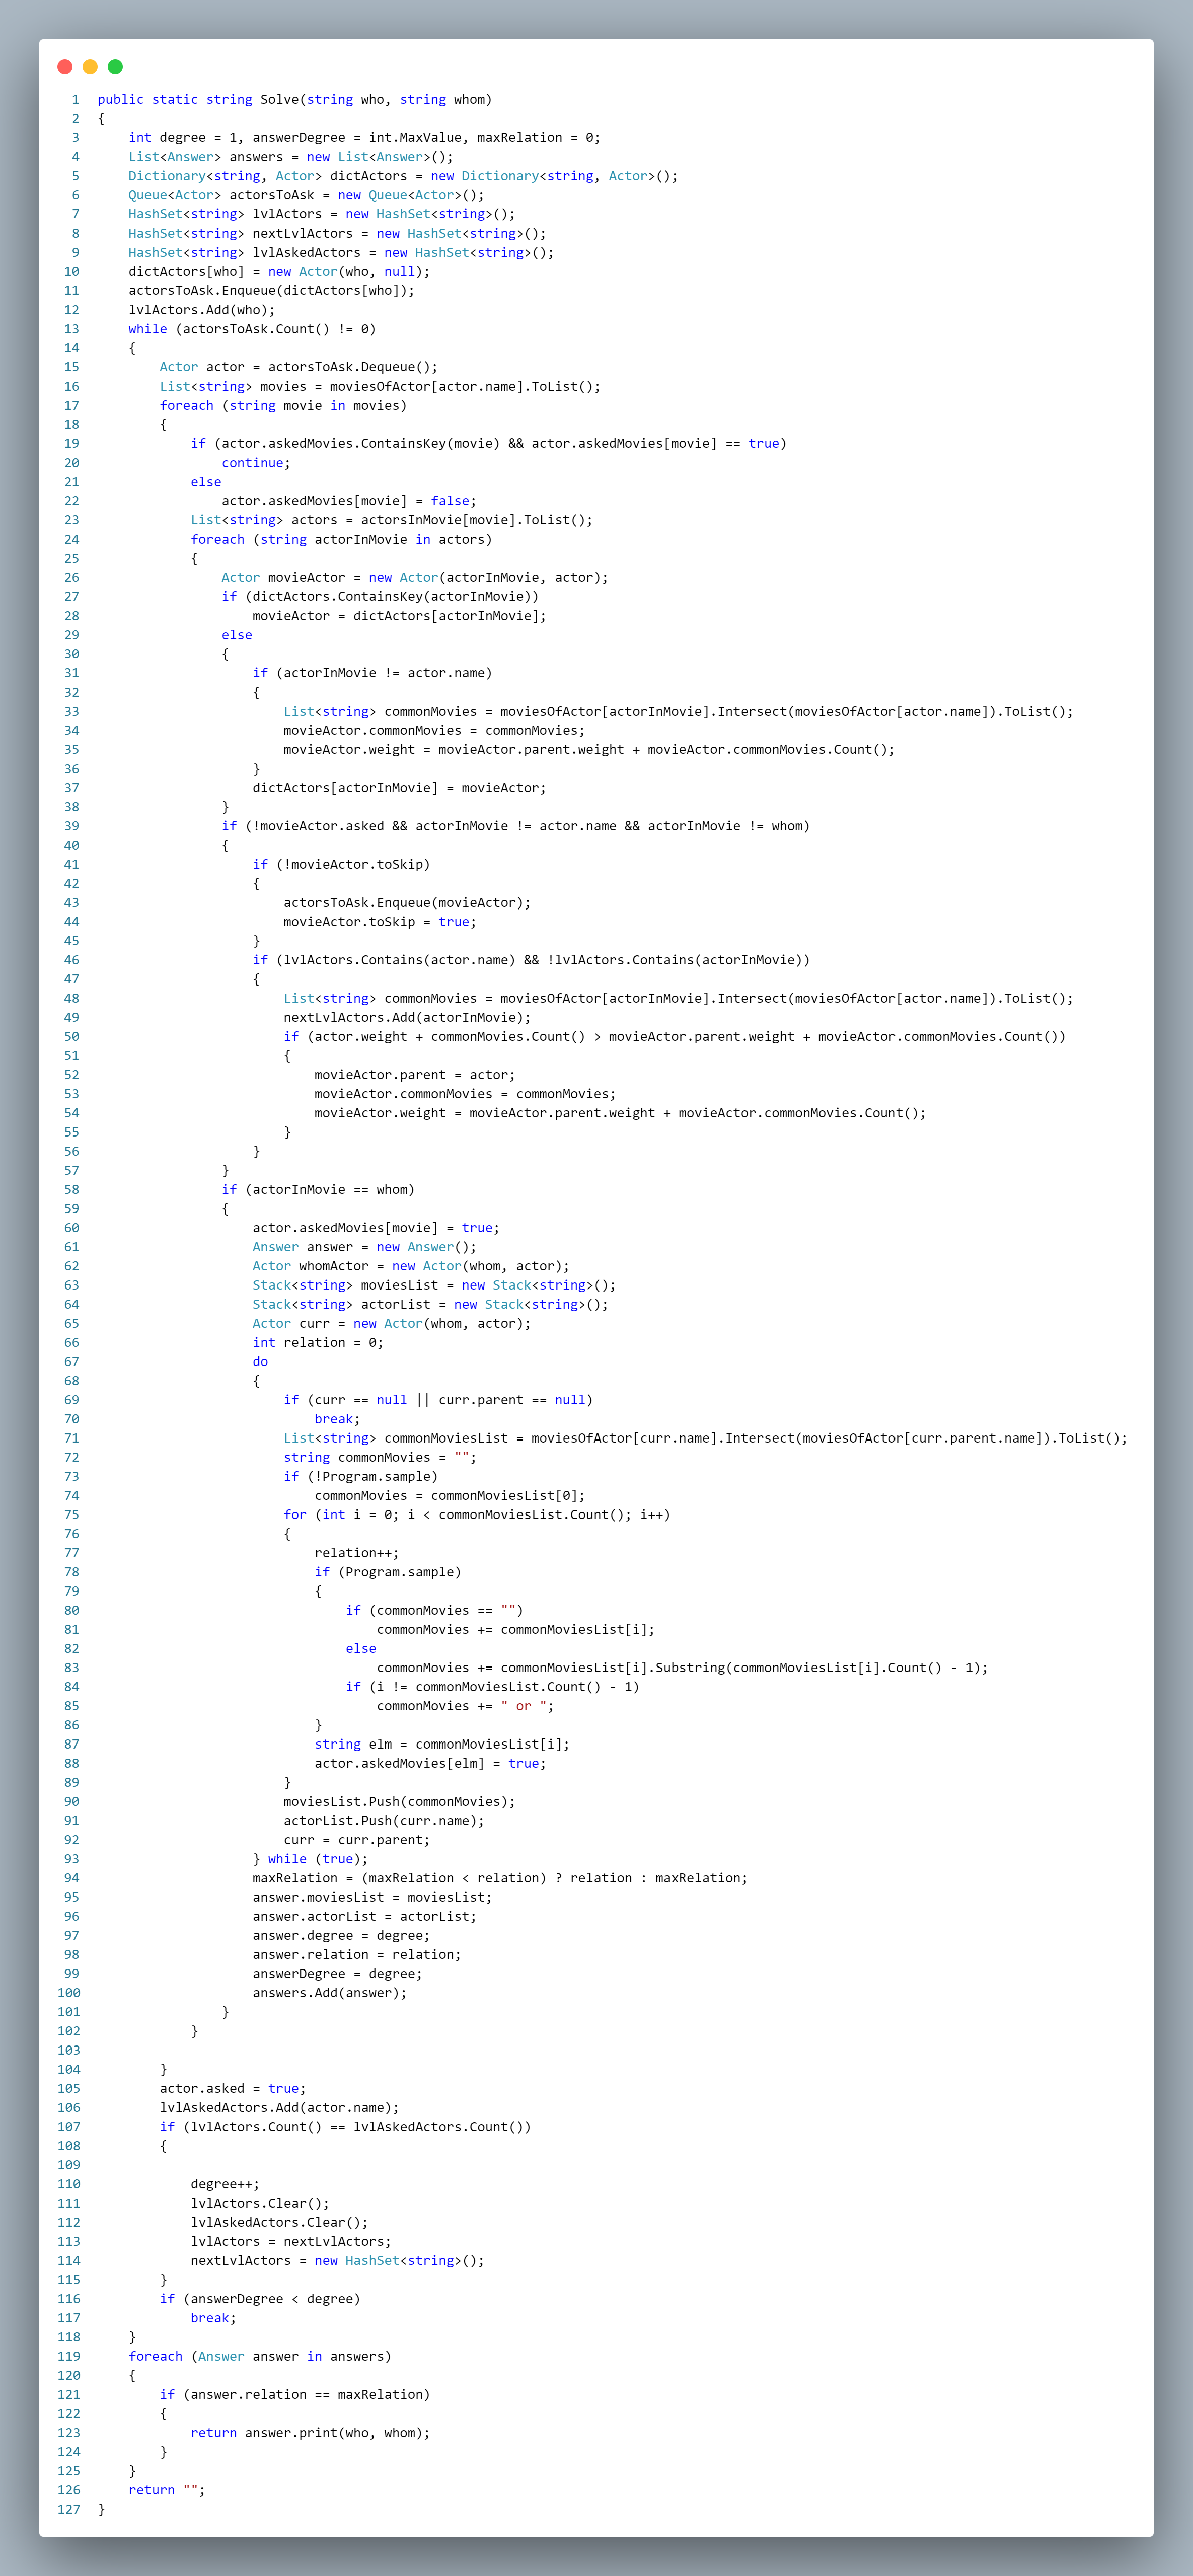 1 public static string Solve(string who, string whom)
2 {
3     int degree = 1, answerDegree = int.MaxValue, maxRelation = 0;
4     List<Answer> answers = new List<Answer>();
5     Dictionary<string, Actor> dictActors = new Dictionary<string, Actor>();
6     Queue<Actor> actorsToAsk = new Queue<Actor>();
7     HashSet<string> lvlActors = new HashSet<string>();
8     HashSet<string> nextLvlActors = new HashSet<string>();
9     HashSet<string> lvlAskedActors = new HashSet<string>();
10     dictActors[who] = new Actor(who, null);
11     actorsToAsk.Enqueue(dictActors[who]);
12     lvlActors.Add(who);
13     while (actorsToAsk.Count() != 0)
14     {
15         Actor actor = actorsToAsk.Dequeue();
16         List<string> movies = moviesOfActor[actor.name].ToList();
17         foreach (string movie in movies)
18         {
19             if (actor.askedMovies.ContainsKey(movie) && actor.askedMovies[movie] == true)
20                 continue;
21             else
22                 actor.askedMovies[movie] = false;
23             List<string> actors = actorsInMovie[movie].ToList();
24             foreach (string actorInMovie in actors)
25             {
26                 Actor movieActor = new Actor(actorInMovie, actor);
27                 if (dictActors.ContainsKey(actorInMovie))
28                     movieActor = dictActors[actorInMovie];
29                 else
30                 {
31                     if (actorInMovie != actor.name)
32                     {
33                         List<string> commonMovies = moviesOfActor[actorInMovie].Intersect(moviesOfActor[actor.name]).ToList();
34                         movieActor.commonMovies = commonMovies;
35                         movieActor.weight = movieActor.parent.weight + movieActor.commonMovies.Count();
36                     }
37                     dictActors[actorInMovie] = movieActor;
38                 }
39                 if (!movieActor.asked && actorInMovie != actor.name && actorInMovie != whom)
40                 {
41                     if (!movieActor.toSkip)
42                     {
43                         actorsToAsk.Enqueue(movieActor);
44                         movieActor.toSkip = true;
45                     }
46                     if (lvlActors.Contains(actor.name) && !lvlActors.Contains(actorInMovie))
47                     {
48                         List<string> commonMovies = moviesOfActor[actorInMovie].Intersect(moviesOfActor[actor.name]).ToList();
49                         nextLvlActors.Add(actorInMovie);
50                         if (actor.weight + commonMovies.Count() > movieActor.parent.weight + movieActor.commonMovies.Count())
51                         {
52                             movieActor.parent = actor;
53                             movieActor.commonMovies = commonMovies;
54                             movieActor.weight = movieActor.parent.weight + movieActor.commonMovies.Count();
55                         }
56                     }
57                 }
58                 if (actorInMovie == whom)
59                 {
60                     actor.askedMovies[movie] = true;
61                     Answer answer = new Answer();
62                     Actor whomActor = new Actor(whom, actor);
63                     Stack<string> moviesList = new Stack<string>();
64                     Stack<string> actorList = new Stack<string>();
65                     Actor curr = new Actor(whom, actor);
66                     int relation = 0;
67                     do
68                     {
69                         if (curr == null || curr.parent == null)
70                             break;
71                         List<string> commonMoviesList = moviesOfActor[curr.name].Intersect(moviesOfActor[curr.parent.name]).ToList();
72                         string commonMovies = "";
73                         if (!Program.sample)
74                             commonMovies = commonMoviesList[0];
75                         for (int i = 0; i < commonMoviesList.Count(); i++)
76                         {
77                             relation++;
78                             if (Program.sample)
79                             {
80                                 if (commonMovies == "")
81                                     commonMovies += commonMoviesList[i];
82                                 else
83                                     commonMovies += commonMoviesList[i].Substring(commonMoviesList[i].Count() - 1);
84                                 if (i != commonMoviesList.Count() - 1)
85                                     commonMovies += " or ";
86                             }
87                             string elm = commonMoviesList[i];
88                             actor.askedMovies[elm] = true;
89                         }
90                         moviesList.Push(commonMovies);
91                         actorList.Push(curr.name);
92                         curr = curr.parent;
93                     } while (true);
94                     maxRelation = (maxRelation < relation) ? relation : maxRelation;
95                     answer.moviesList = moviesList;
96                     answer.actorList = actorList;
97                     answer.degree = degree;
98                     answer.relation = relation;
99                     answerDegree = degree;
100                     answers.Add(answer);
101                 }
102             }
103
104         }
105         actor.asked = true;
106         lvlAskedActors.Add(actor.name);
107         if (lvlActors.Count() == lvlAskedActors.Count())
108         {
109
110             degree++;
111             lvlActors.Clear();
112             lvlAskedActors.Clear();
113             lvlActors = nextLvlActors;
114             nextLvlActors = new HashSet<string>();
115         }
116         if (answerDegree < degree)
117             break;
118     }
119     foreach (Answer answer in answers)
120     {
121         if (answer.relation == maxRelation)
122         {
123             return answer.print(who, whom);
124         }
125     }
126     return "";
127 }